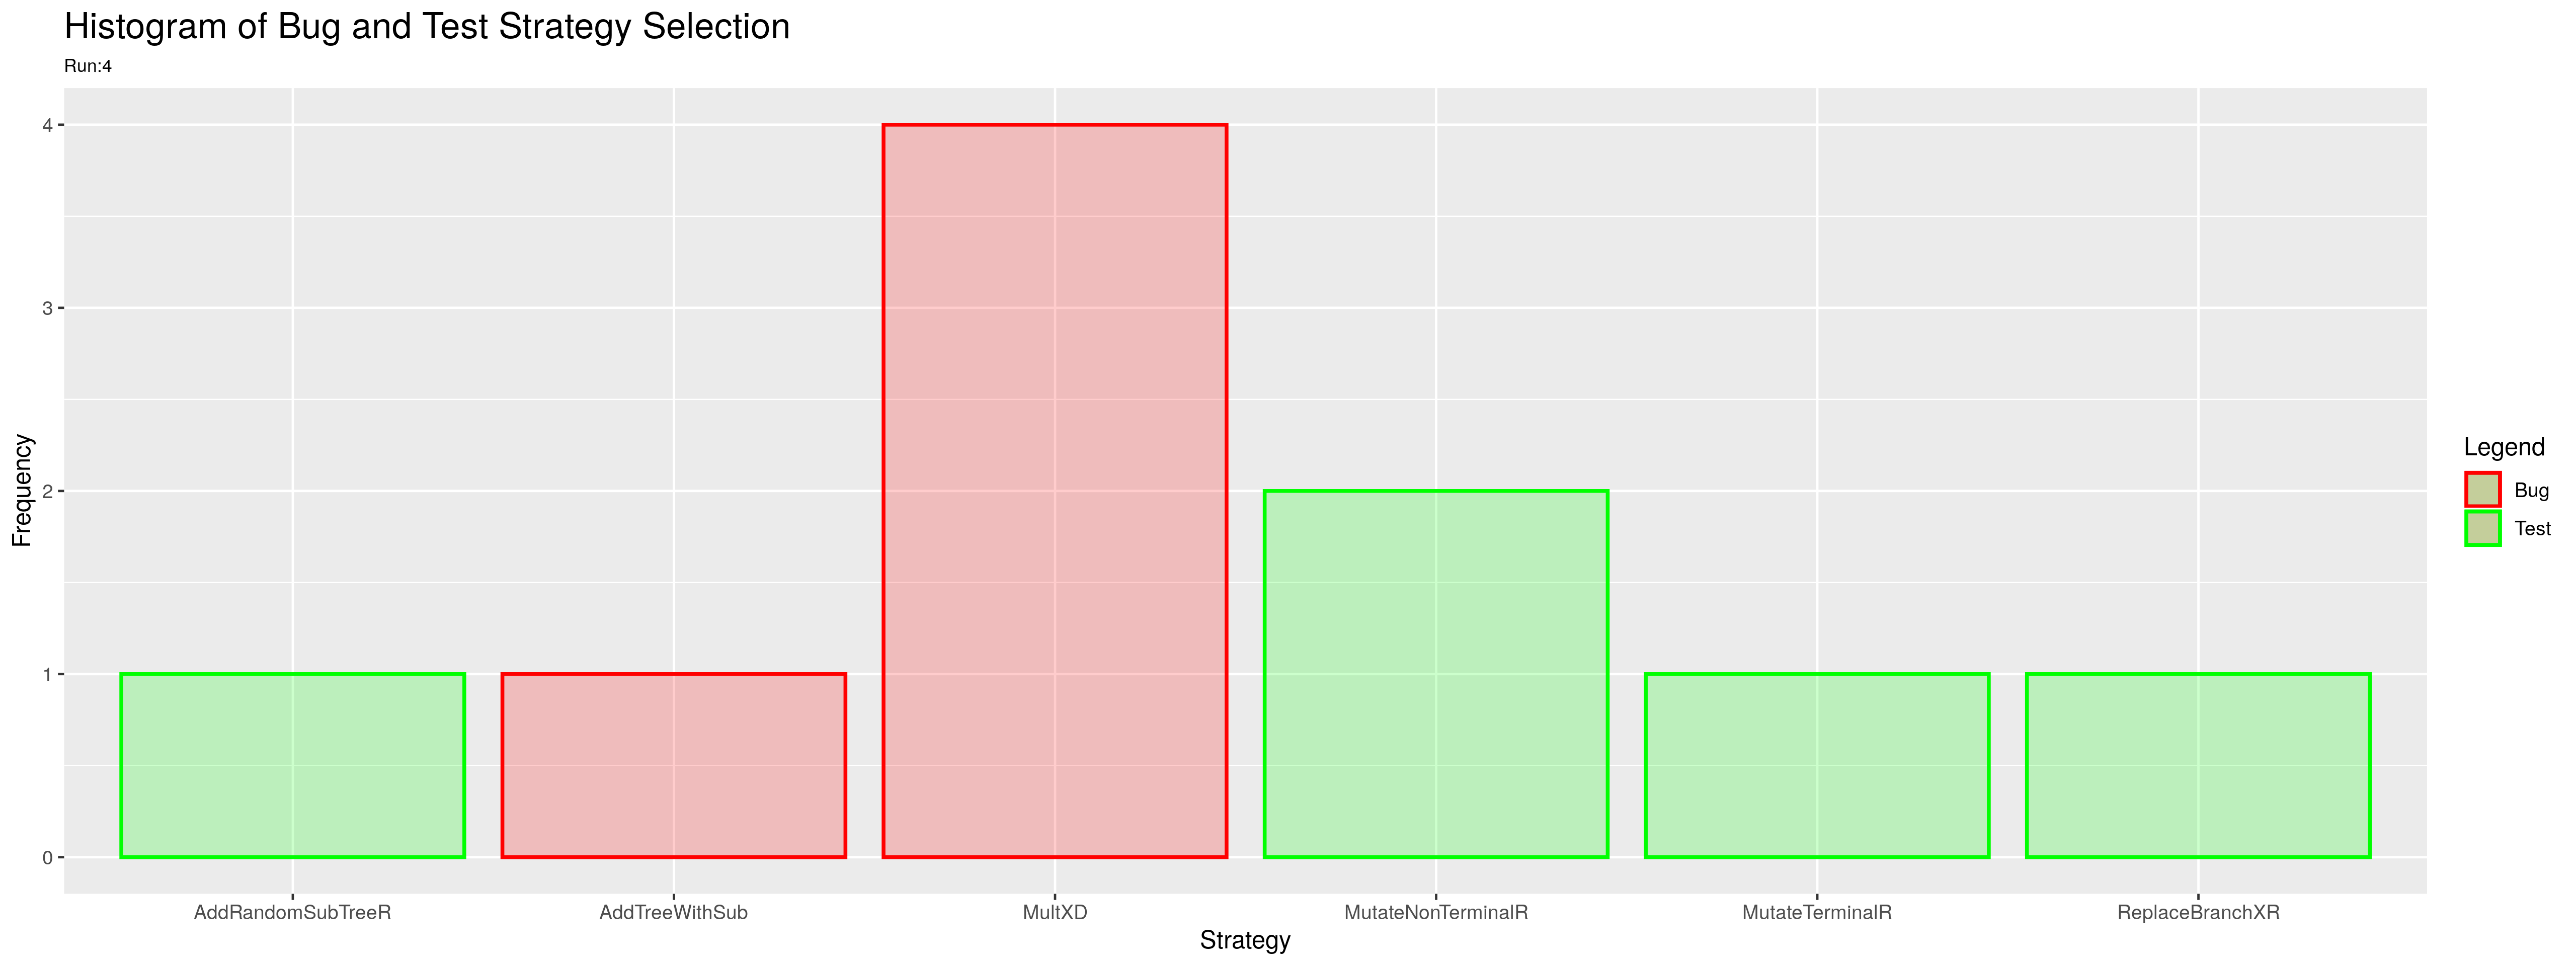 Histogram of Bug and Test Strategy Selection
Run:4
4
3
2
1
0
Frequency
AddRandomSubTreeR
AddTreeWithSub
MultXD
MutateNonTerminalR
MutateTerminalR
ReplaceBranchXR
Strategy
Legend
Bug
Test